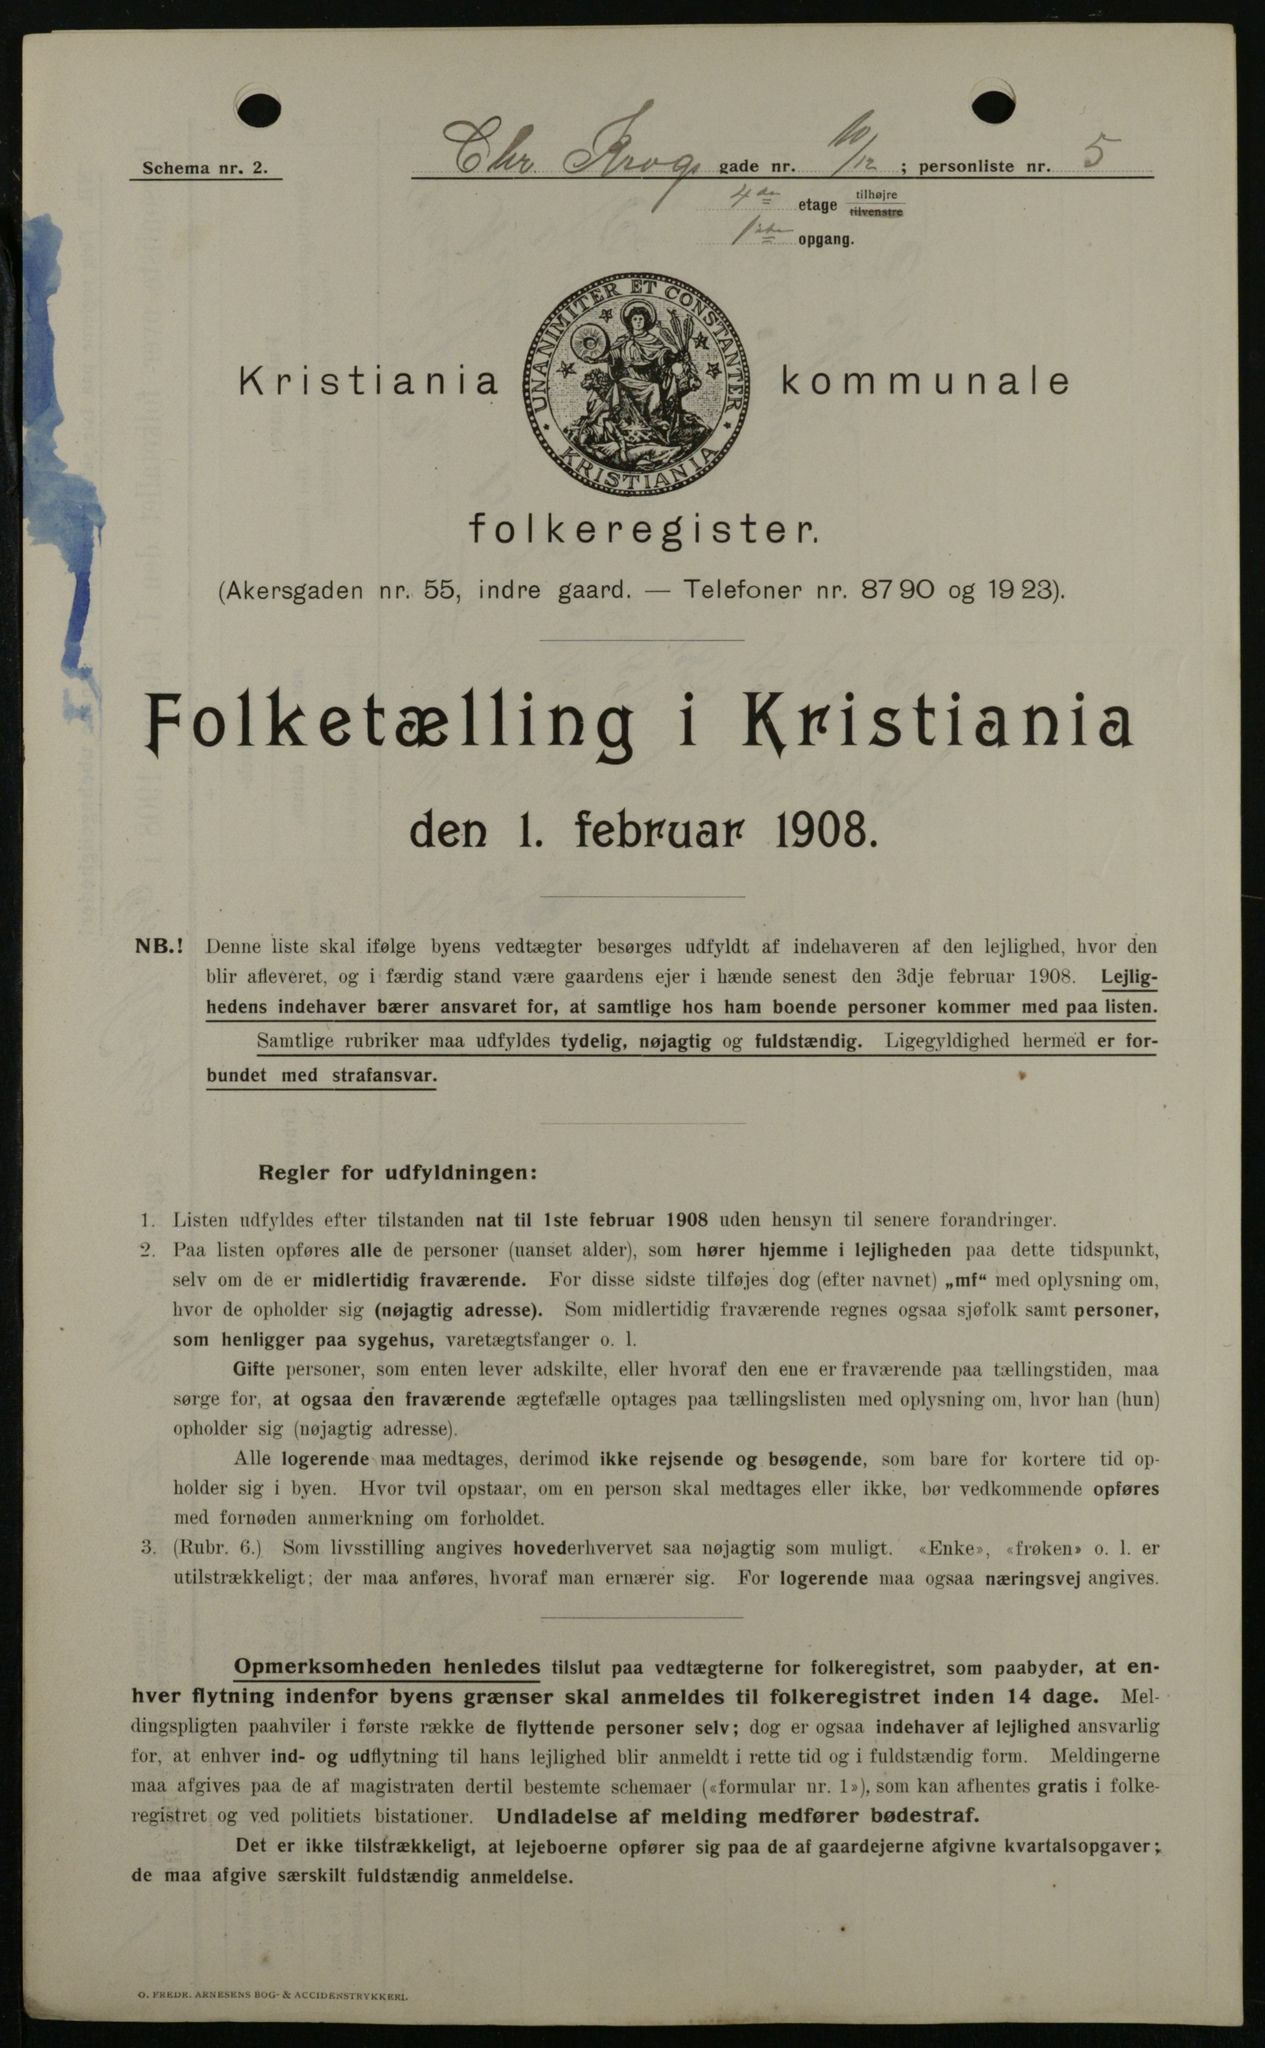 Schema nr. 2.
Chr. Krogs gade nr. 10/12 ; personliste nr. 5
4de etage tilhøjre
tilvenstre
1ste opgang.
UNANIMITER ET CONSTANTER
KRISTIANIA
Kristiania kommunale
folkeregister.
(Akersgaden nr. 55, indre gaard. — Telefoner nr. 87 90 og 19 23).
Folketælling i Kristiania
den 1. februar 1908.
NB.! Denne liste skal ifølge byens vedtægter besørges udfyldt af indehaveren af den lejlighed, hvor den
blir afleveret, og i færdig stand være gaardens ejer i hænde senest den 3dje februar 1908. Lejlig-
hedens indehaver bærer ansvaret for, at samtlige hos ham boende personer kommer med paa listen.
Samtlige rubriker maa udfyldes tydelig, nøjagtig og fuldstændig. Ligegyldighed hermed er for-
bundet med strafansvar.
Regler for udfyldningen:
1. Listen udfyldes efter tilstanden nat til 1ste februar 1908 uden hensyn til senere forandringer.
2. Paa listen opføres alle de personer (uanset alder), som hører hjemme i lejligheden paa dette tidspunkt,
selv om de er midlertidig fraværende. For disse sidste tilføjes dog (efter navnet) „mf“ med oplysning om,
hvor de opholder sig (nøjagtig adresse). Som midlertidig fraværende regnes ogsaa sjøfolk samt personer,
som henligger paa sygehus, varetægtsfanger o. l.
Gifte personer, som enten lever adskilte, eller hvoraf den ene er fraværende paa tællingstiden, maa
sørge for, at ogsaa den fraværende ægtefælle optages paa tællingslisten med oplysning om, hvor han (hun)
opholder sig (nøjagtig adresse).
Alle logerende maa medtages, derimod ikke rejsende og besøgende, som bare for kortere tid op-
holder sig i byen. Hvor tvil opstaar, om en person skal medtages eller ikke, bør vedkommende opføres
med fornøden anmerkning om forholdet.
3. (Rubr. 6.) Som livsstilling angives hovederhvervet saa nøjagtig som muligt. «Enke», «frøken» o. l. er
utilstrækkeligt; der maa anføres, hvoraf man ernærer sig. For logerende maa ogsaa næringsvej angives.
Opmerksomheden henledes tilslut paa vedtægterne for folkeregistret, som paabyder, at en-
hver flytning indenfor byens grænser skal anmeldes til folkeregistret inden 14 dage. Mel-
dingspligten paahviler i første række de flyttende personer selv; dog er ogsaa indehaver af lejlighed ansvarlig
for, at enhver ind- og udflytning til hans lejlighed blir anmeldt i rette tid og i fuldstændig form. Meldingerne
maa afgives paa de af magistraten dertil bestemte schemaer («formular nr. 1»), som kan afhentes gratis i folke-
registret og ved politiets bistationer. Undladelse af melding medfører bødestraf.
Det er ikke tilstrækkeligt, at lejeboerne opfører sig paa de af gaardejerne afgivne kvartalsopgaver;
de maa afgive særskilt fuldstændig anmeldelse.
O. FREDR. ARNESENS BOG- & ACCIDENSTRYKKERI.